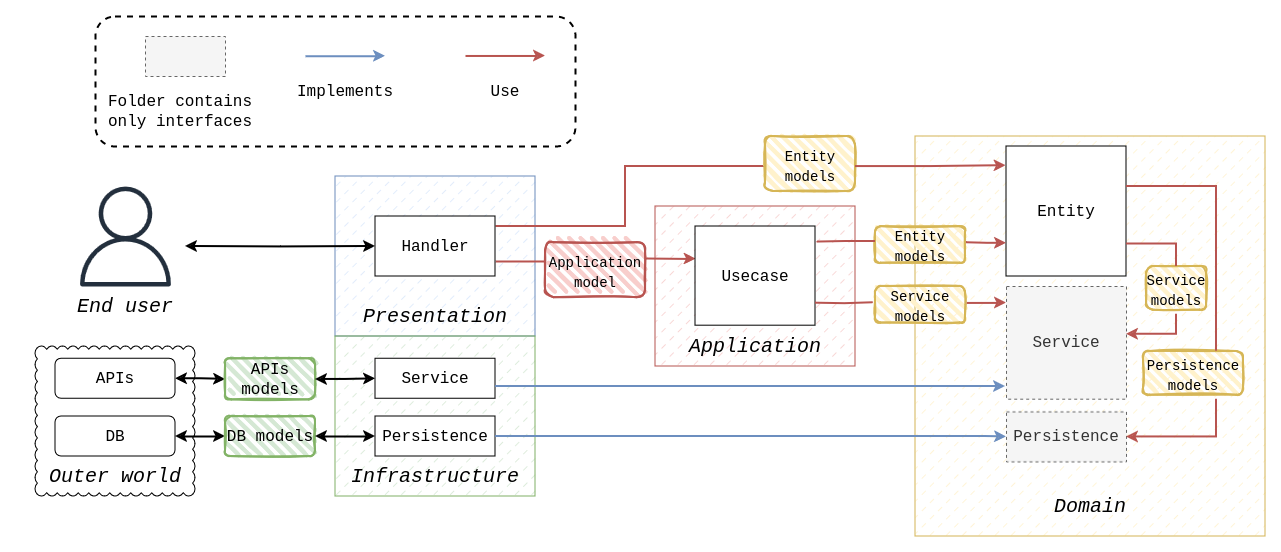 Folder contains
only interfaces
Implements
Use
End user
Handler
Presentation
Entity
models
Application
model
Usecase
Application
Entity
models
Service
models
Entity
Service
models
Service
Persistence
models
Persistence
Domain
APIs
DB
Outer world
APIs
models
DB models
Service
Persistence
Infrastructure